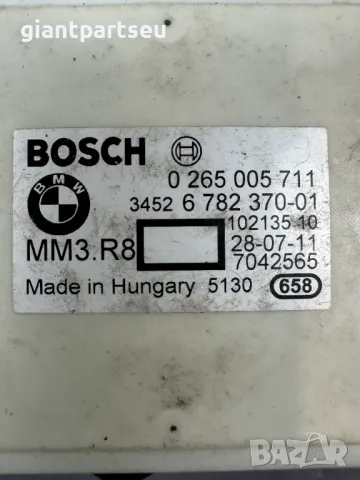 giantpartseu
BOSCH
BMW
0 265 005 711
3452 6 782 370-01
102135 10
MM3.R8
28-07-11
7042565
Made in Hungary 5130 658
BAZAR.BG